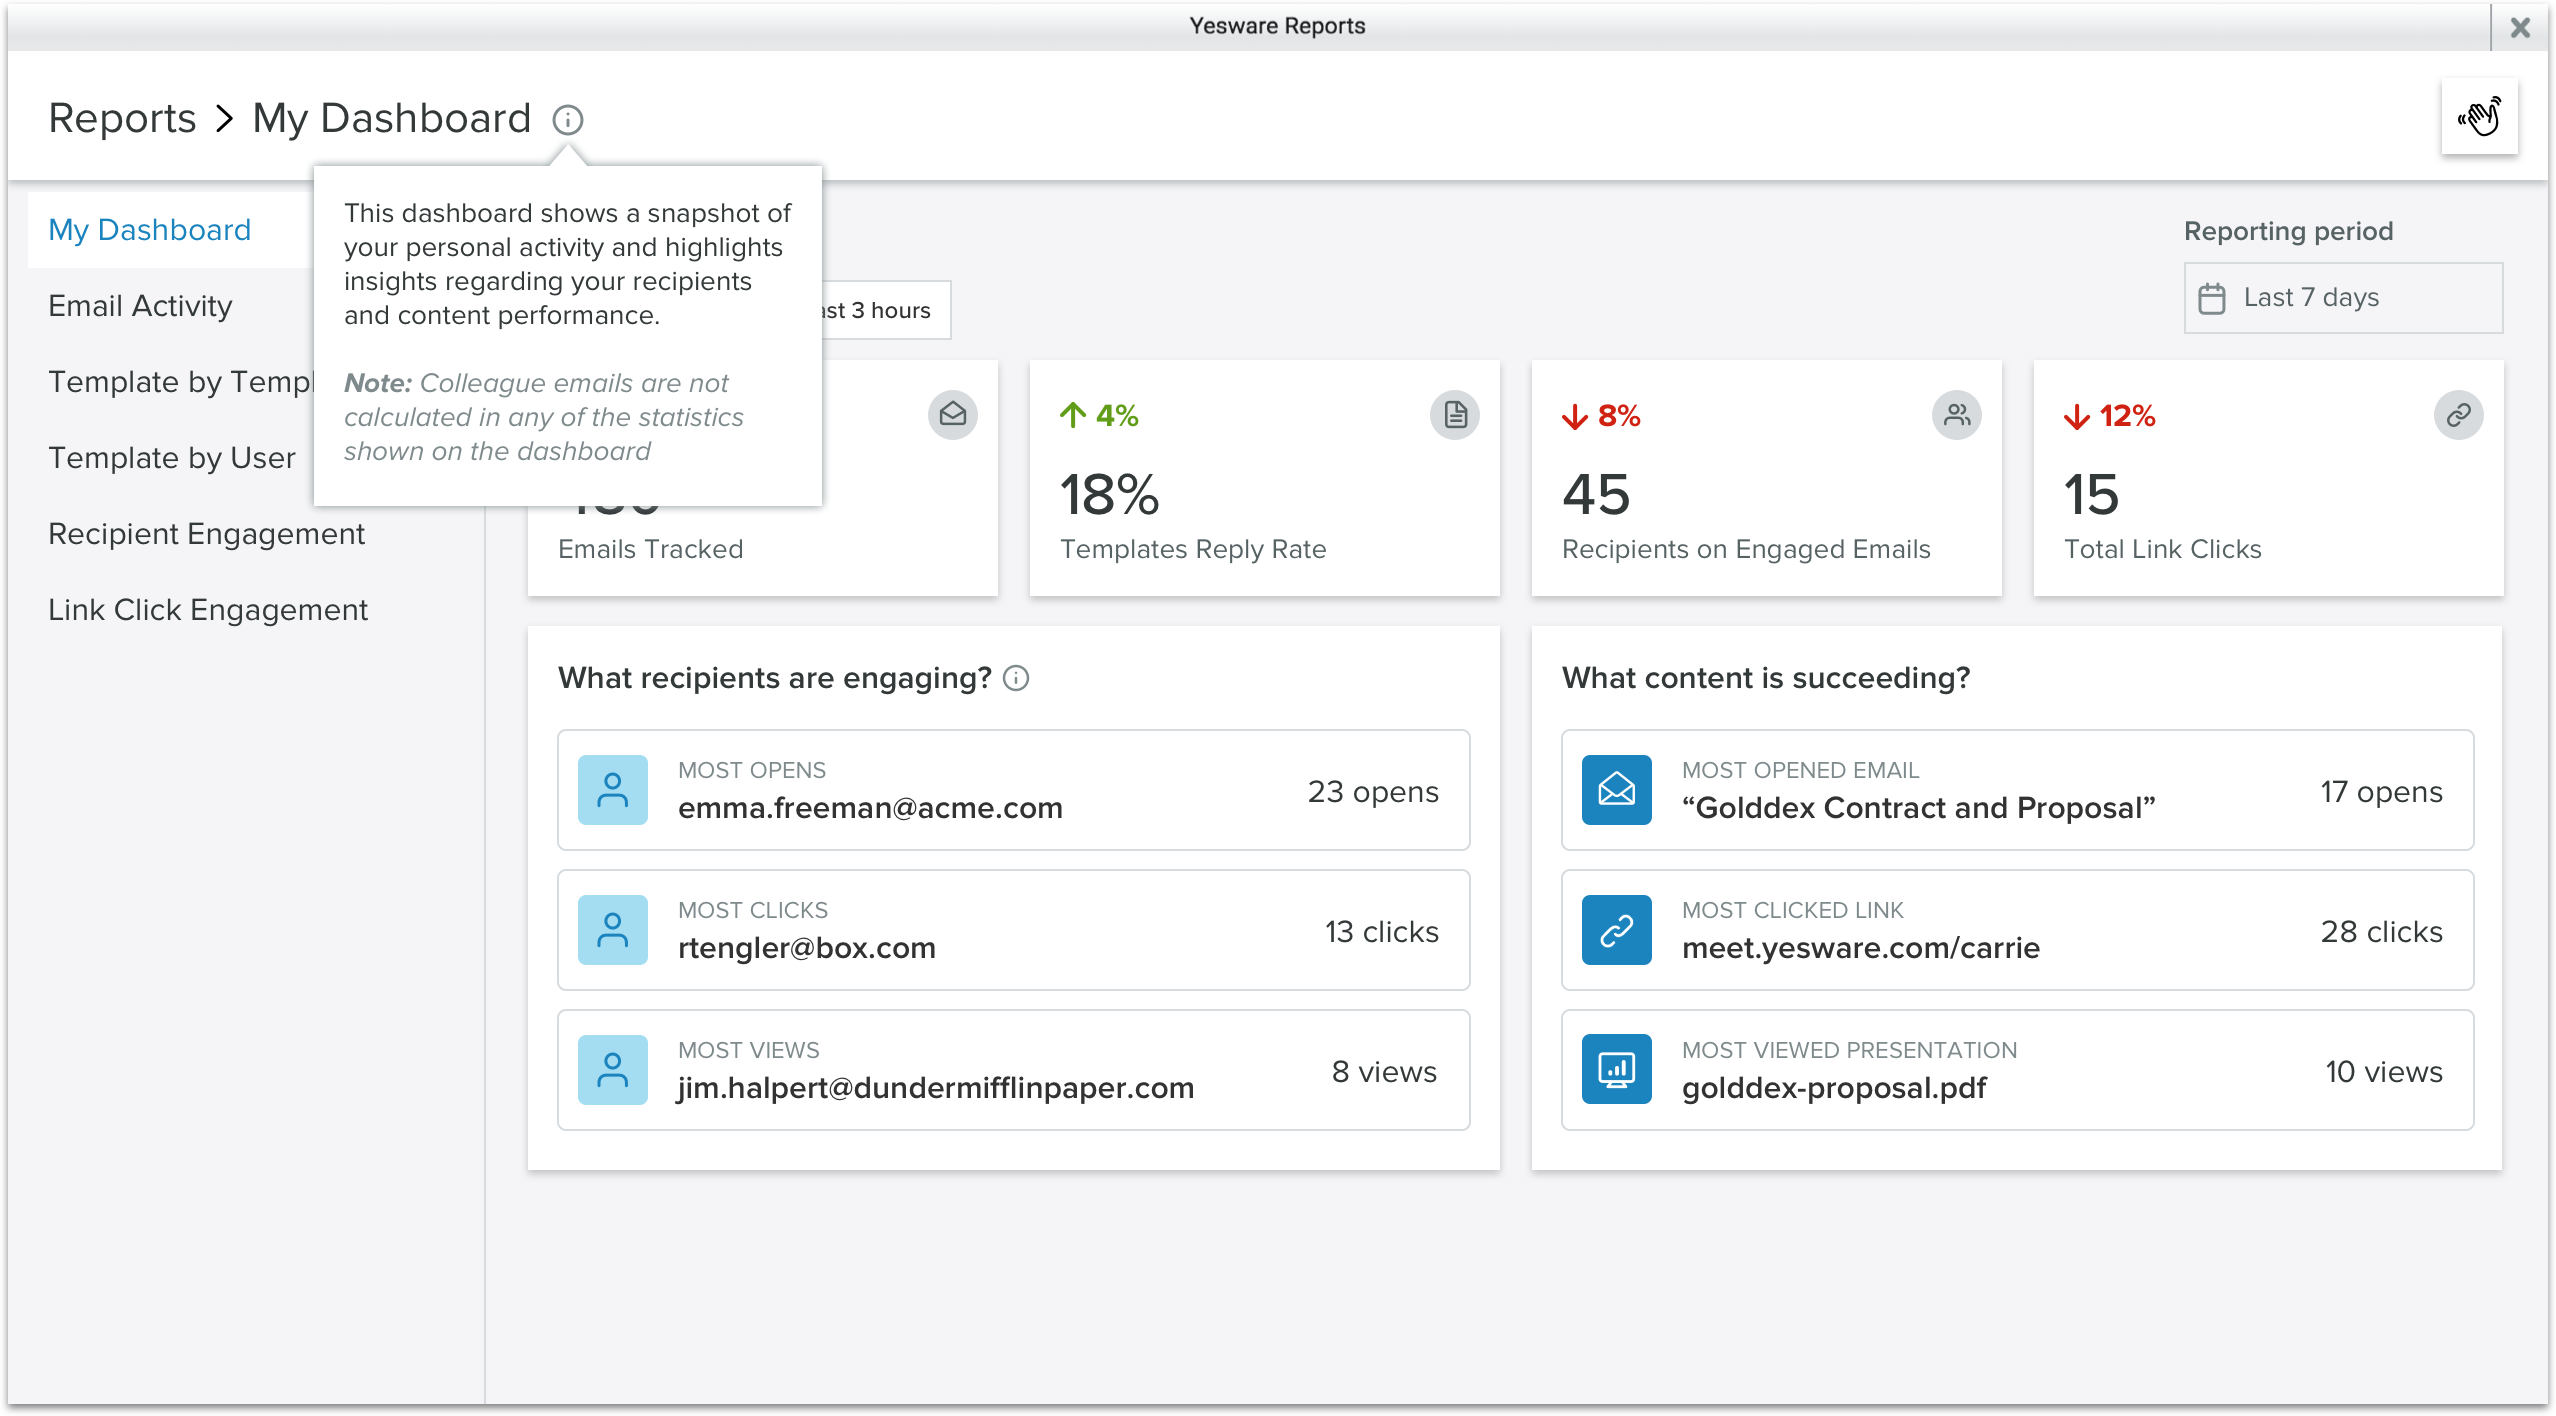 Yesware Reports
Reports > My Dashboard
This dashboard shows a snapshot of
your personal activity and highlights
insights regarding your recipients
and content performance.
Note: Colleague emails are not
calculated in any of the statistics
shown on the dashboard
My Dashboard
Email Activity
Template by
Template by User
Recipient Engagement
Link Click Engagement
3 hours
Reporting period
Last 7 days
Emails Tracked
4%
18%
Templates Reply Rate
8%
45
Recipients on Engaged Emails
12%
15
Total Link Clicks
What recipients are engaging?
MOST OPENS
emma.freeman@acme.com
23 opens
MOST CLICKS
rtengler@box.com
13 clicks
MOST VIEWS
jim.halpert@dundermifflinpaper.com
8 views
What content is succeeding?
MOST OPENED EMAIL
“Golddex Contract and Proposal”
17 opens
MOST CLICKED LINK
meet.yesware.com/carrie
28 clicks
MOST VIEWED PRESENTATION
golddex-proposal.pdf
10 views